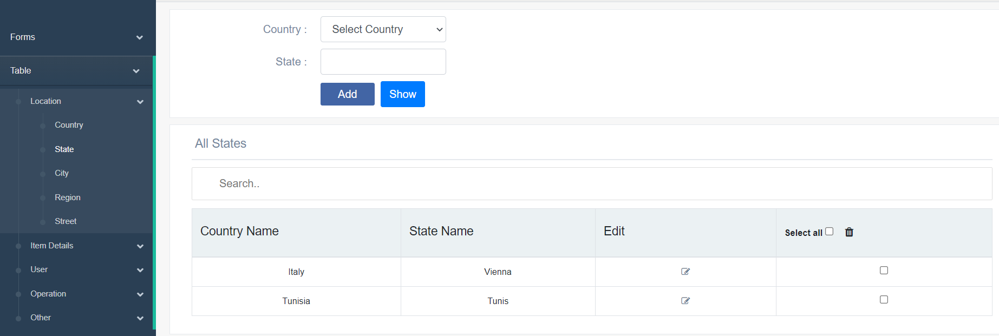 Forms
Table
Location
Country
State
City
Region
Street
Item Details
User
Operation
Other
Country : Select Country
State :
Add Show
All States
Search..
Country Name State Name Edit Select all
Italy Vienna
Tunisia Tunis